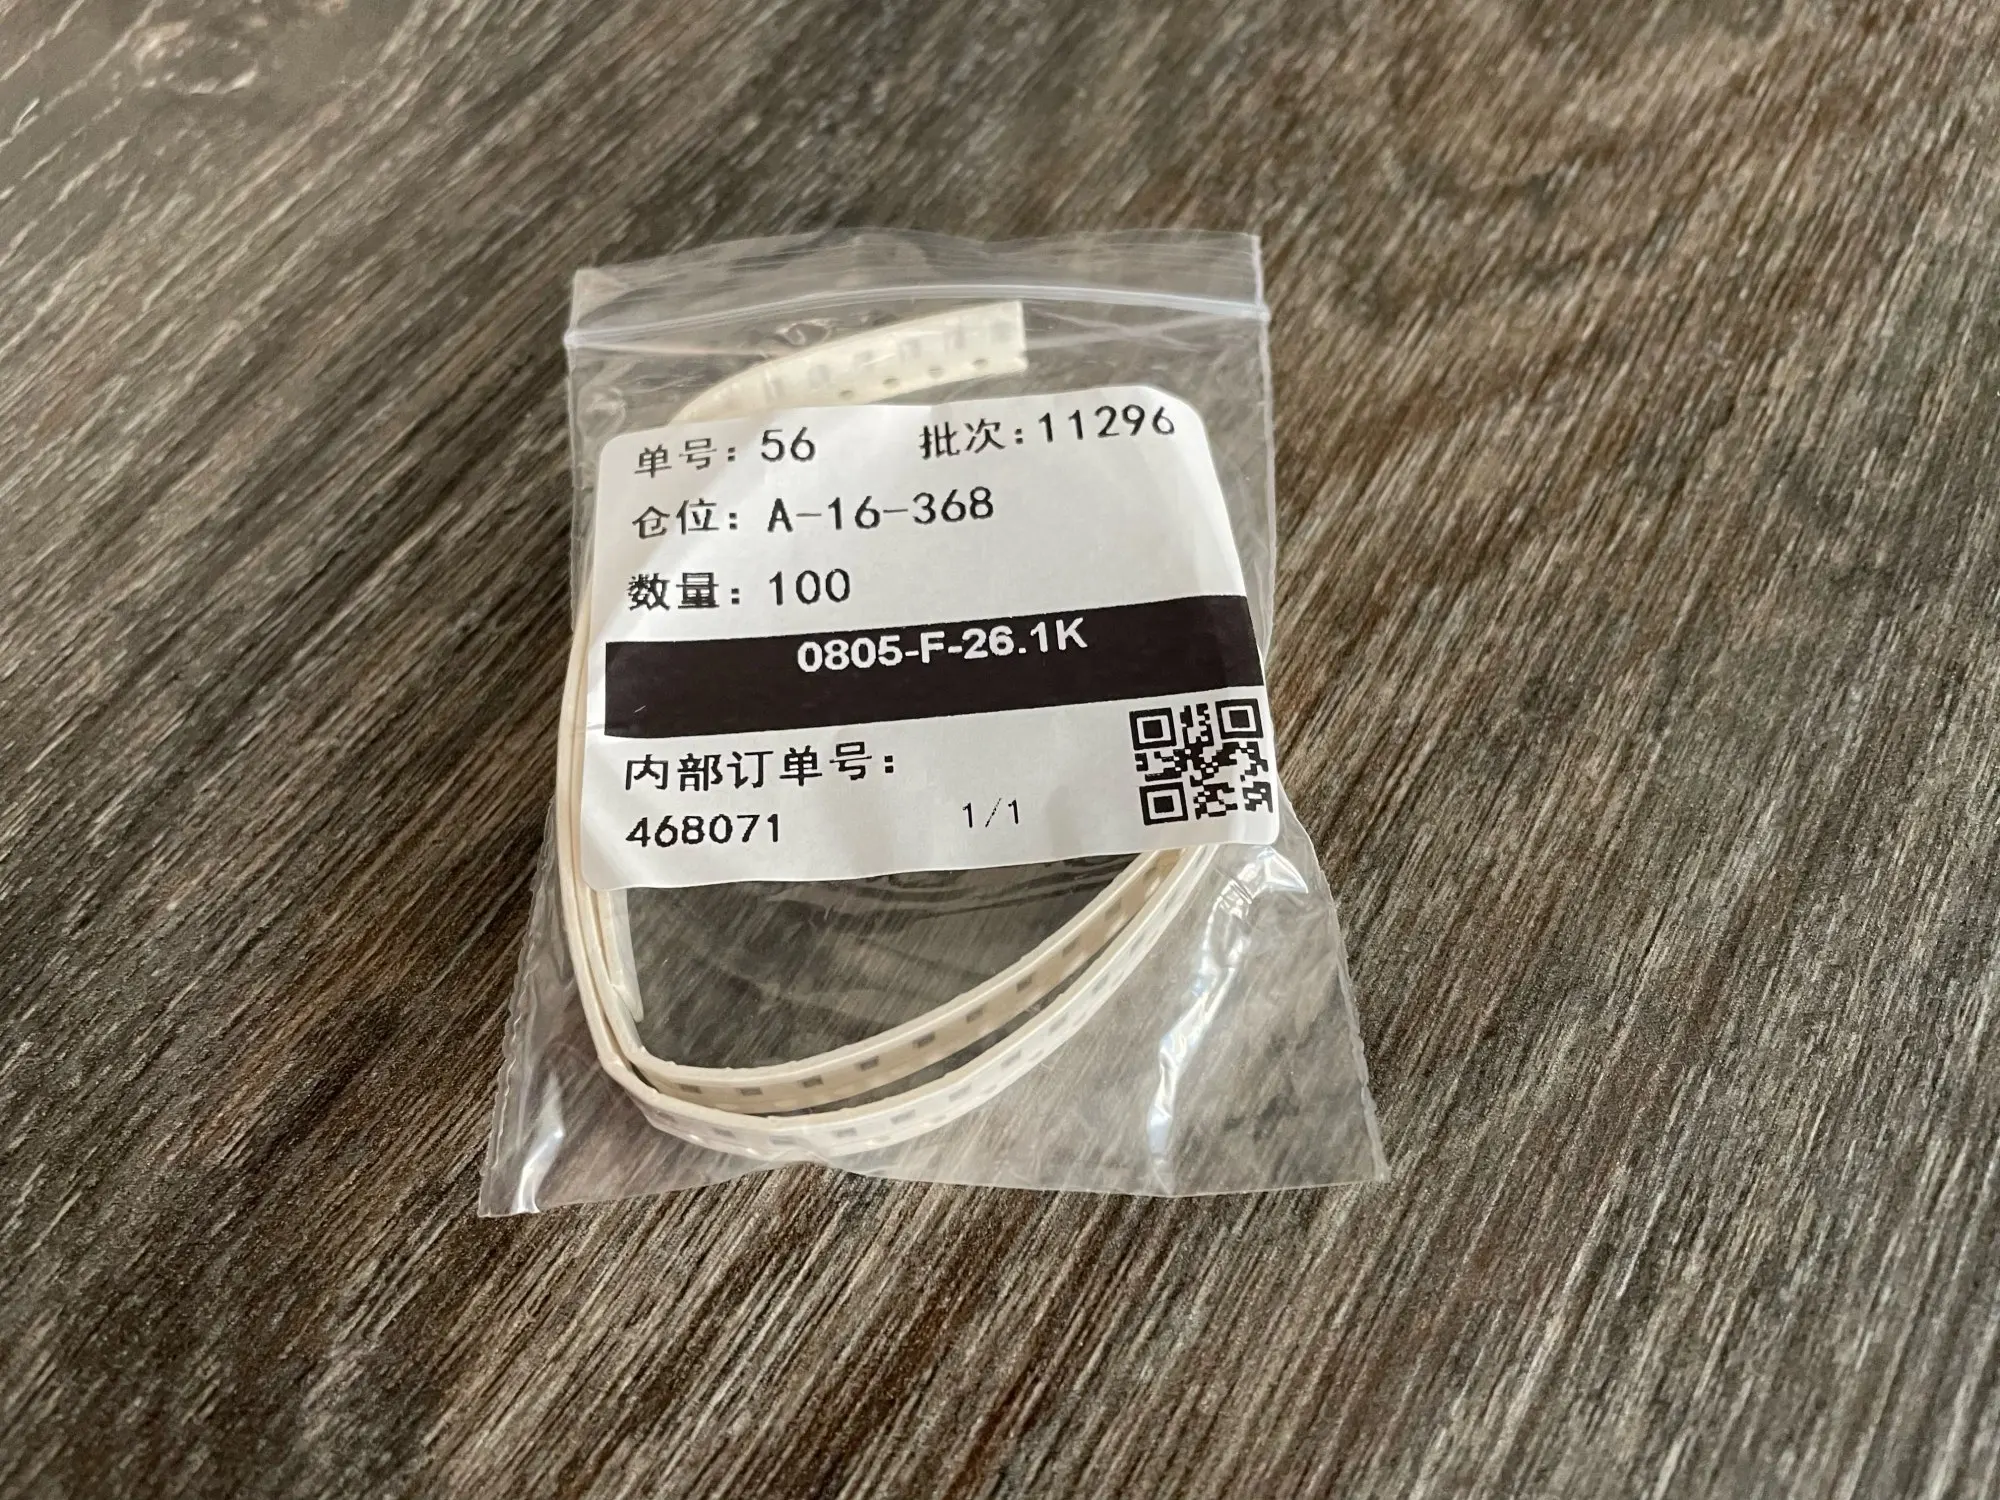 单号: 56 批次: 11296
仓位: A-16-368
数量: 100
0805-F-26.1K
内部订单号:
468071 1/1